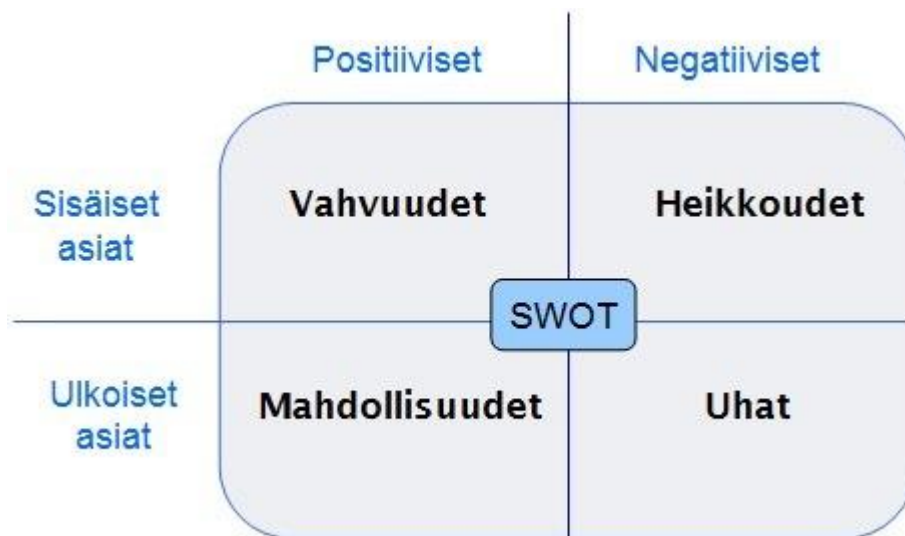 Positiiviset Negatiiviset
Sisäiset
asiat
Vahvuudet Heikkoudet
SWOT
Ulkoiset
asiat
Mahdollisuudet Uhat